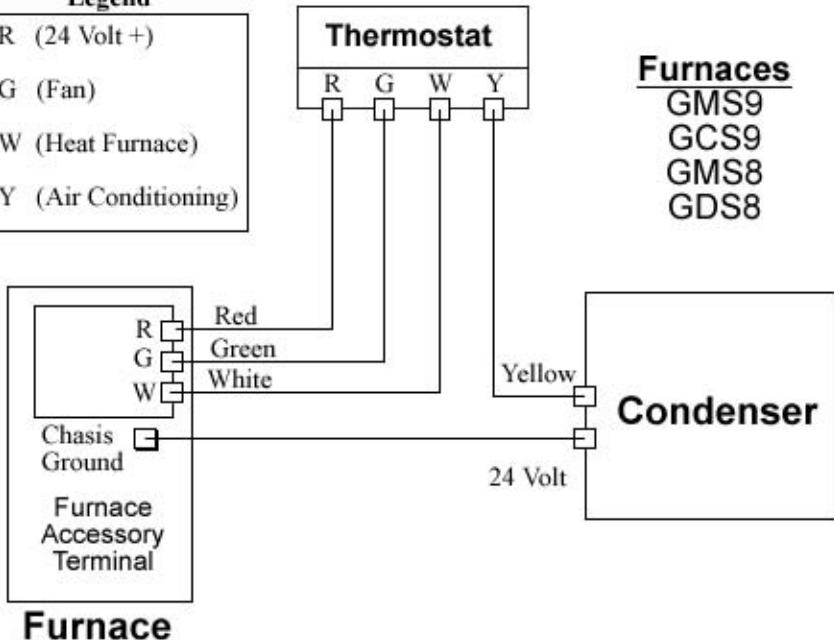 Legend
R (24 Volt +)
G (Fan)
W (Heat Furnace)
Y (Air Conditioning)
Thermostat
R G W Y
Furnaces
GMS9
GCS9
GMS8
GDS8
R Red
G Green
W White
Chasis
Ground
Furnace
Accessory
Terminal
Furnace
Yellow
Condenser
24 Volt